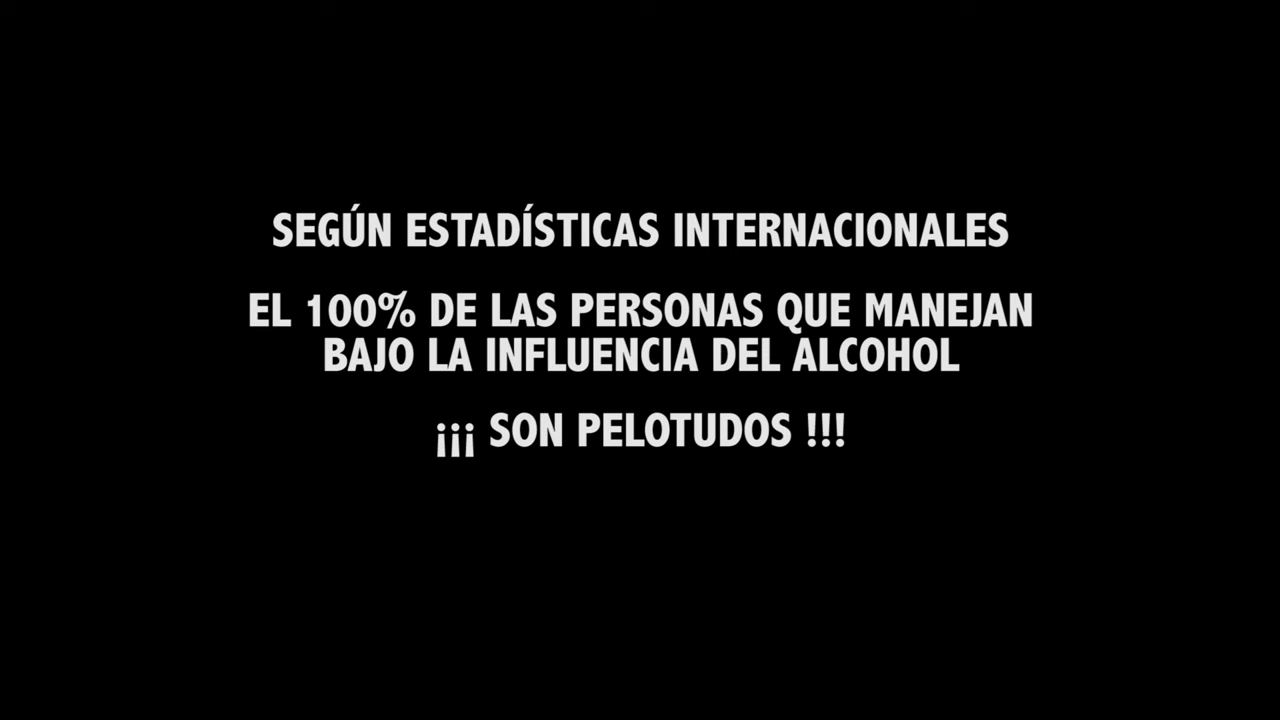 SEGÚN ESTADÍSTICAS INTERNACIONALES
EL 100% DE LAS PERSONAS QUE MANEJAN
BAJO LA INFLUENCIA DEL ALCOHOL
¡¡¡ SON PELOTUDOS !!!